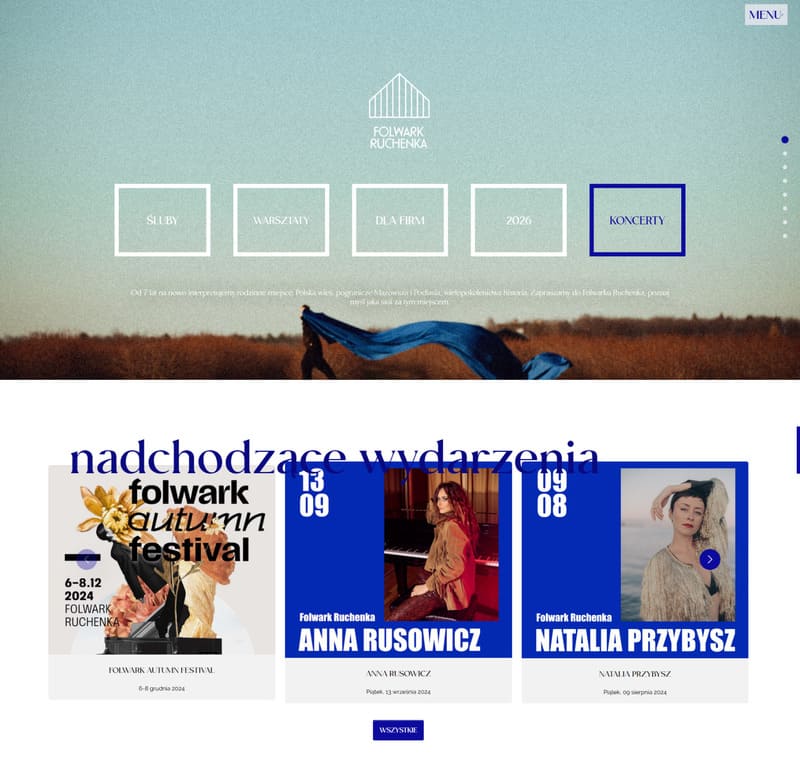 MENU
FOLWARK
RUCHENKA
ŚLUBY
WARSZTATY
DLA FIRM
2026
KONCERTY
Od 7 lat na nowo interpretujemy rodzinne miejsce. Polska wieś, pogranicze Mazowsza i Podlasia, wielopokoleniowa historia. Zapraszamy do Folwarku Ruchenka, poznaj
myśl jaka stoi za tym miejscem.
nadchodzące wydarzenia
folwark
autumn
festival
6–8.12
2024
FOLWARK
RUCHENKA
FOLWARK AUTUMN FESTIVAL
6-8 grudnia 2024
13
09
Folwark Ruchenka
ANNA RUSOWICZ
ANNA RUSOWICZ
Piątek, 13 września 2024
09
08
Folwark Ruchenka
NATALIA PRZYBYSZ
NATALIA PRZYBYSZ
Piątek, 09 sierpnia 2024
WSZYSTKIE